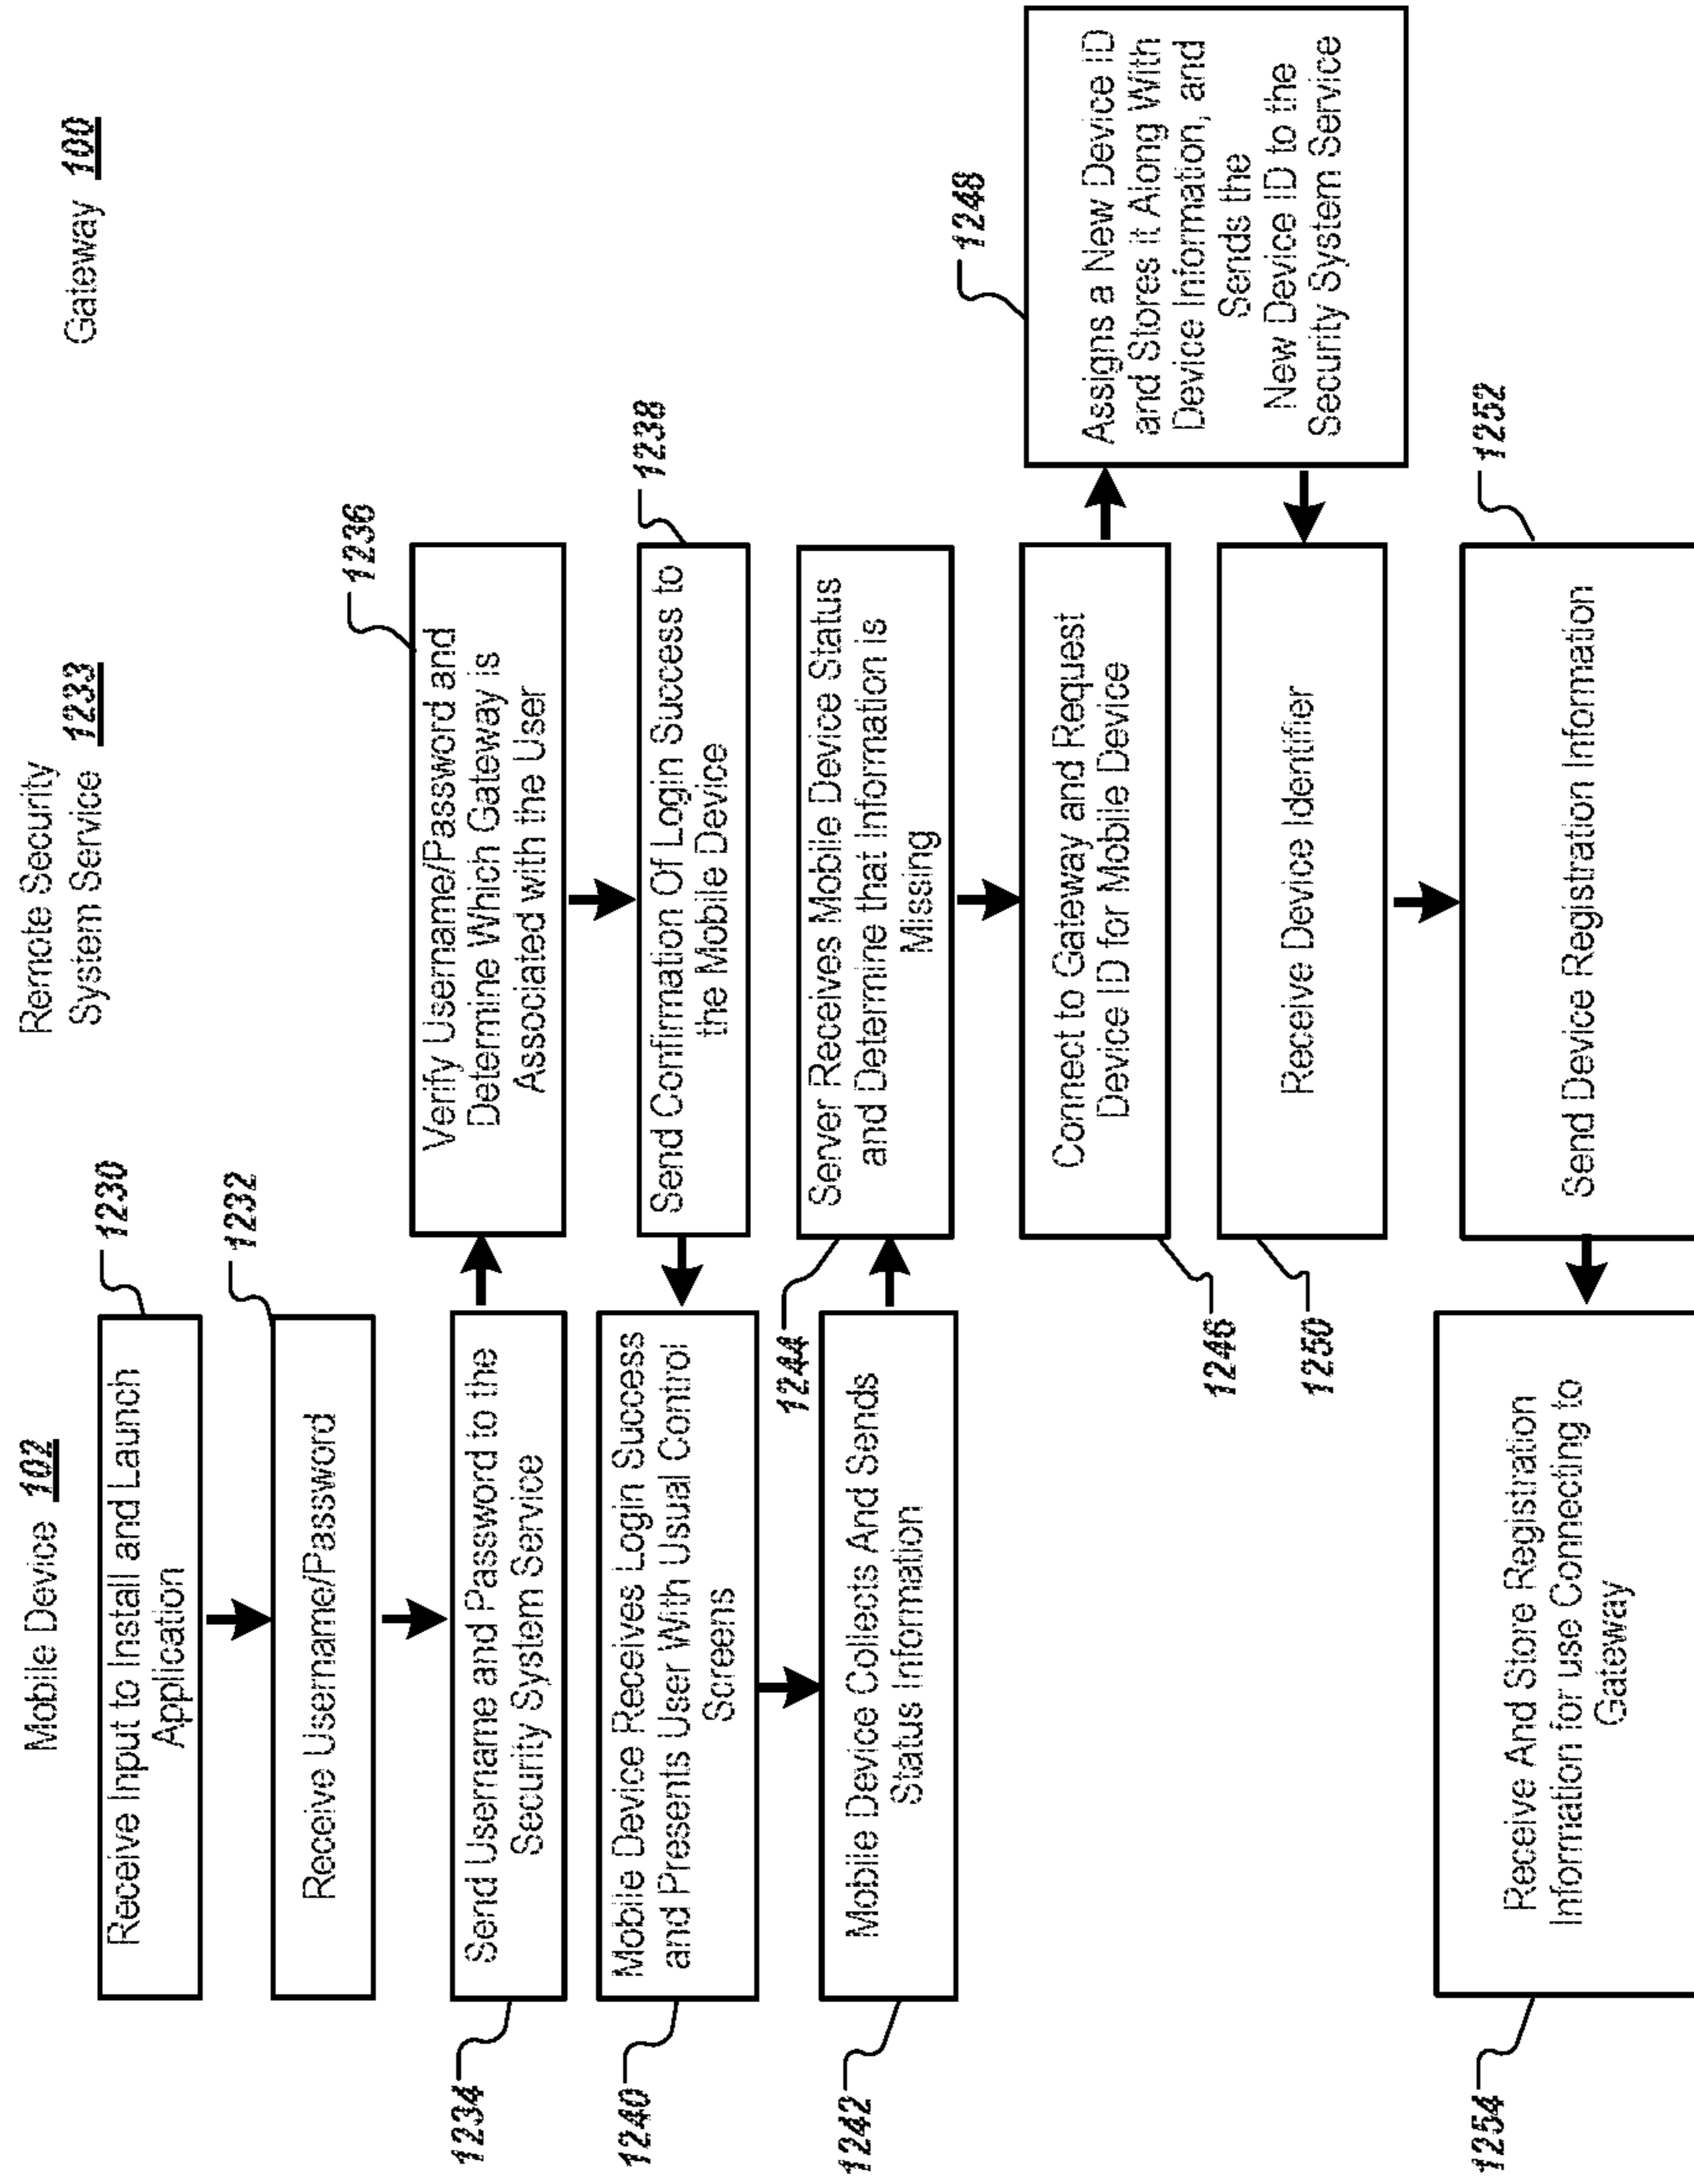 Mobile Device 102
Remote Security
System Service 1233
Gateway 100
1230
Receive Input to Install and Launch
Application
1232
Receive Username/Password
1234
Send Username and Password to the
Security System Service
1236
Verify Username/Password and
Determine Which Gateway is
Associated with the User
1238
Send Confirmation Of Login Success to
the Mobile Device
1240
Mobile Device Receives Login Success
and Presents User With Usual Control
Screens
1242
Mobile Device Collects And Sends
Status Information
1244
Server Receives Mobile Device Status
and Determine that Information is
Missing
1246
Connect to Gateway and Request
Device ID for Mobile Device
1248
Assigns a New Device ID
and Stores it Along With
Device Information, and
Sends the
New Device ID to the
Security System Service
1250
Receive Device Identifier
1252
Send Device Registration Information
1254
Receive And Store Registration
Information for use Connecting to
Gateway